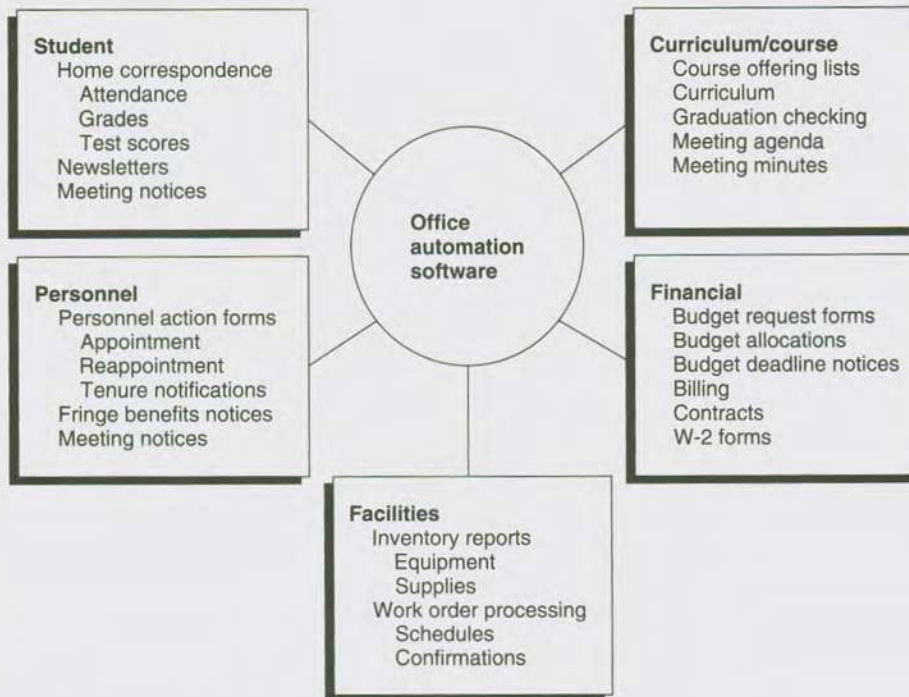 Student
Home correspondence
Attendance
Grades
Test scores
Newsletters
Meeting notices
Curriculum/course
Course offering lists
Curriculum
Graduation checking
Meeting agenda
Meeting minutes
Office
automation
software
Personnel
Personnel action forms
Appointment
Reappointment
Tenure notifications
Fringe benefits notices
Meeting notices
Financial
Budget request forms
Budget allocations
Budget deadline notices
Billing
Contracts
W-2 forms
Facilities
Inventory reports
Equipment
Supplies
Work order processing
Schedules
Confirmations